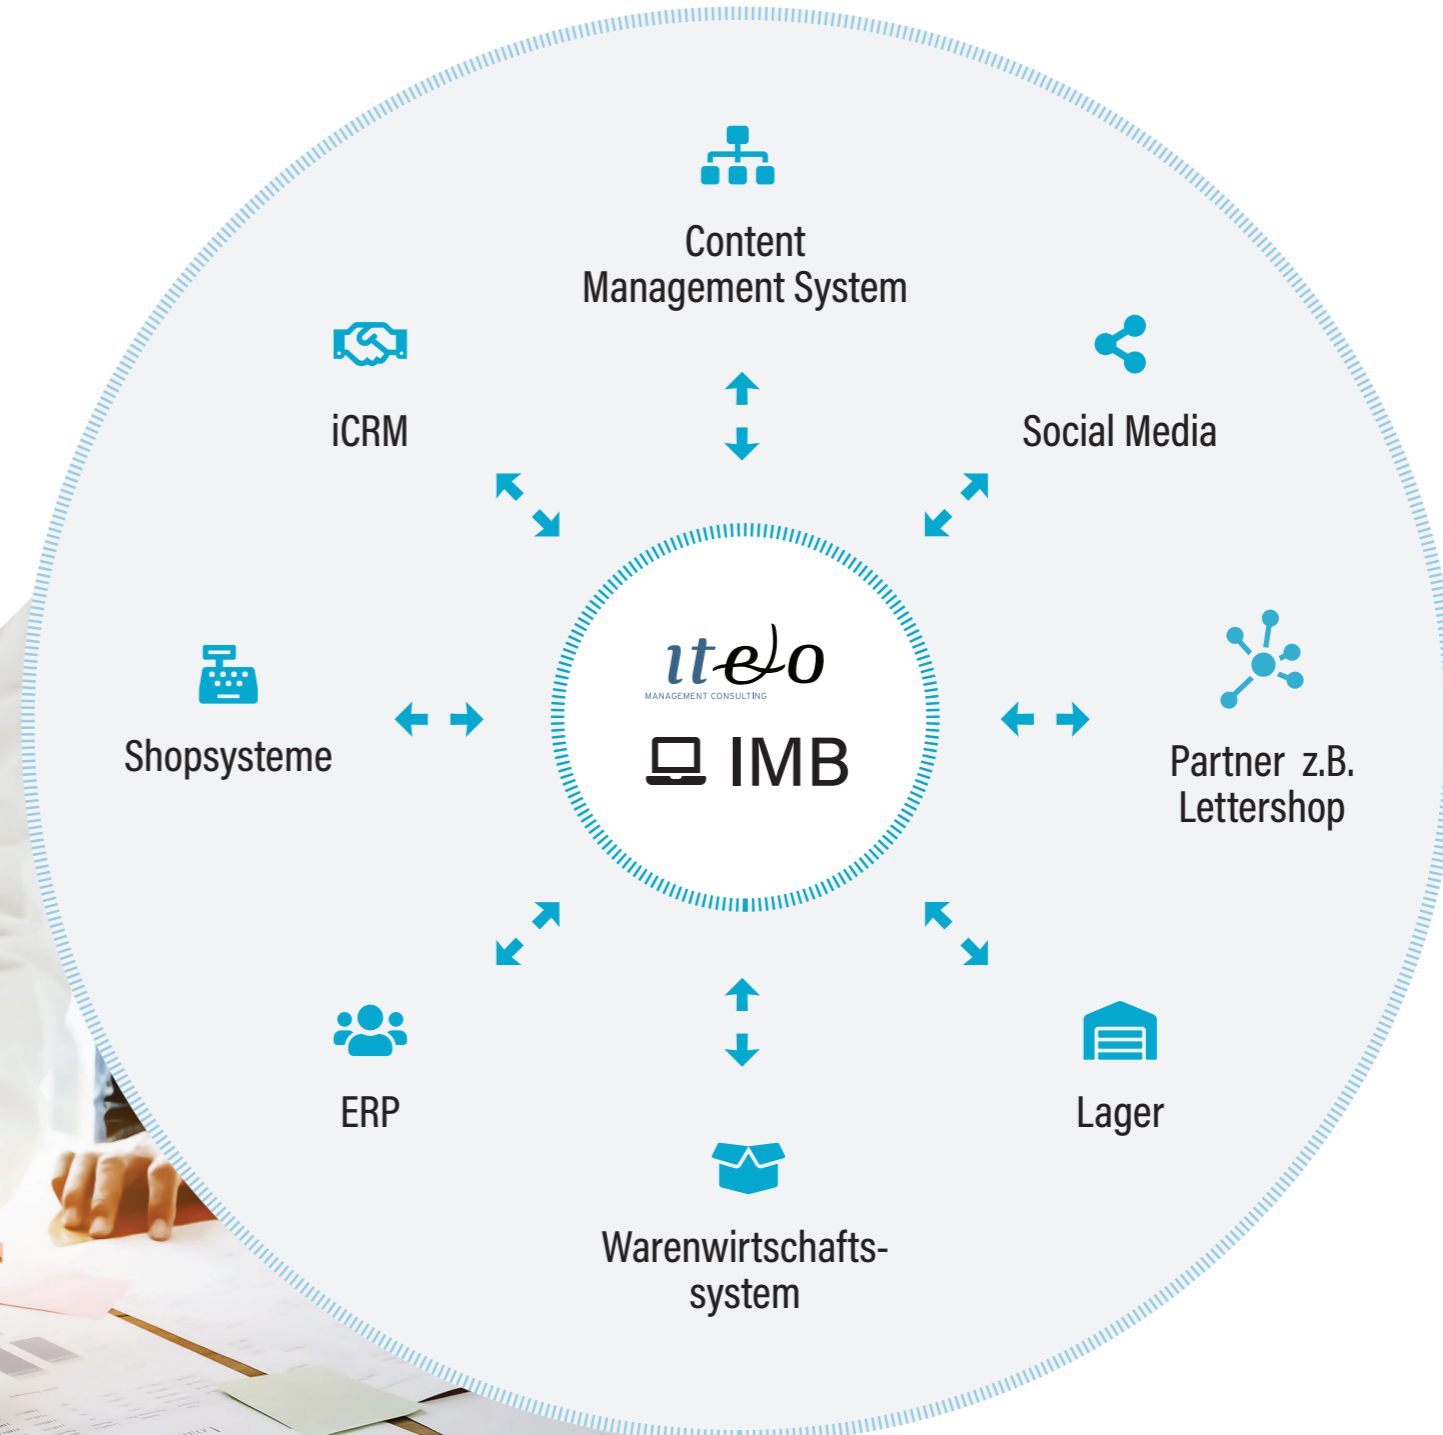 Content
Management System
iCRM
Social Media
itelo
MANAGEMENT CONSULTING
IMB
Shopsysteme
Partner z.B.
Lettershop
ERP
Lager
Warenwirtschafts-
system